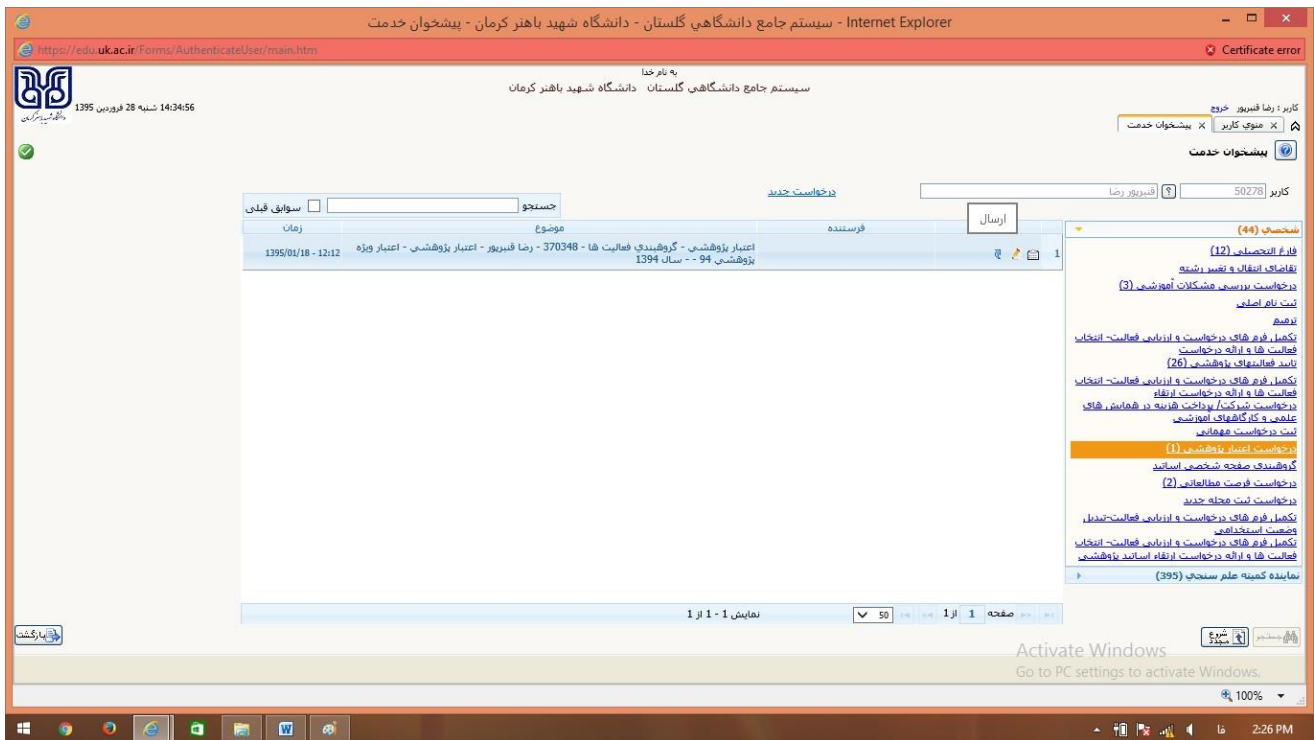 سيستم جامع دانشگاهي گلستان - دانشگاه شهید باهنر کرمان - پیشخوان خدمت - Internet Explorer
https://edu.uk.ac.ir/Forms/AuthenticateUser/main.htm
Certificate error
به نام خدا
سیستم جامع دانشگاهی گلستان دانشگاه شهید باهنر کرمان
14:34:56 شنبه 28 فروردین 1395
کاربر : رضا قنبرپور خروج
منوي کاربر X پیشخوان خدمت X
پیشخوان خدمت
کاربر 50278 ؟ قنبرپور رضا
درخواست جدید
جستجو
سوابق قبلی
ارسال
فرستنده
موضوع
زمان
1
اعتبار پژوهشی - گروهبندي فعالیت ها - 370348 - رضا قنبرپور - اعتبار پژوهشی - اعتبار ویژه
پژوهشی 94 - - سال 1394
1395/01/18 - 12:12
شخصي (44)
فارغ التحصیلی (12)
تقاضای انتقال و تغییر رشته
درخواست بررسی مشکلات آموزشی (3)
ثبت نام اصلی
ترمیم
تکمیل فرم های درخواست و ارزیابی فعالیت- انتخاب
فعالیت ها و ارائه درخواست
تایید فعالیتهای پژوهشی (26)
تکمیل فرم های درخواست و ارزیابی فعالیت- انتخاب
فعالیت ها و ارائه درخواست ارتقاء
درخواست شرکت/ پرداخت هزینه در همایش های
علمی و کارگاههای آموزشی
ثبت درخواست مهمانی
درخواست اعتبار پژوهشی (1)
گروهبندی صفحه شخصی اساتید
درخواست فرصت مطالعاتی (2)
درخواست ثبت مجله جدید
تکمیل فرم های درخواست و ارزیابی فعالیت-تبدیل
وضعیت استخدامی
تکمیل فرم های درخواست و ارزیابی فعالیت- انتخاب
فعالیت ها و ارائه درخواست ارتقاء اساتید پژوهشی
نماینده کمیته علم سنجي (395)
صفحه 1 از 1
50
نمایش 1 - 1 از 1
جستجو
شروع مجدد
بازگشت
Activate Windows
Go to PC settings to activate Windows.
100%
فا
2:26 PM